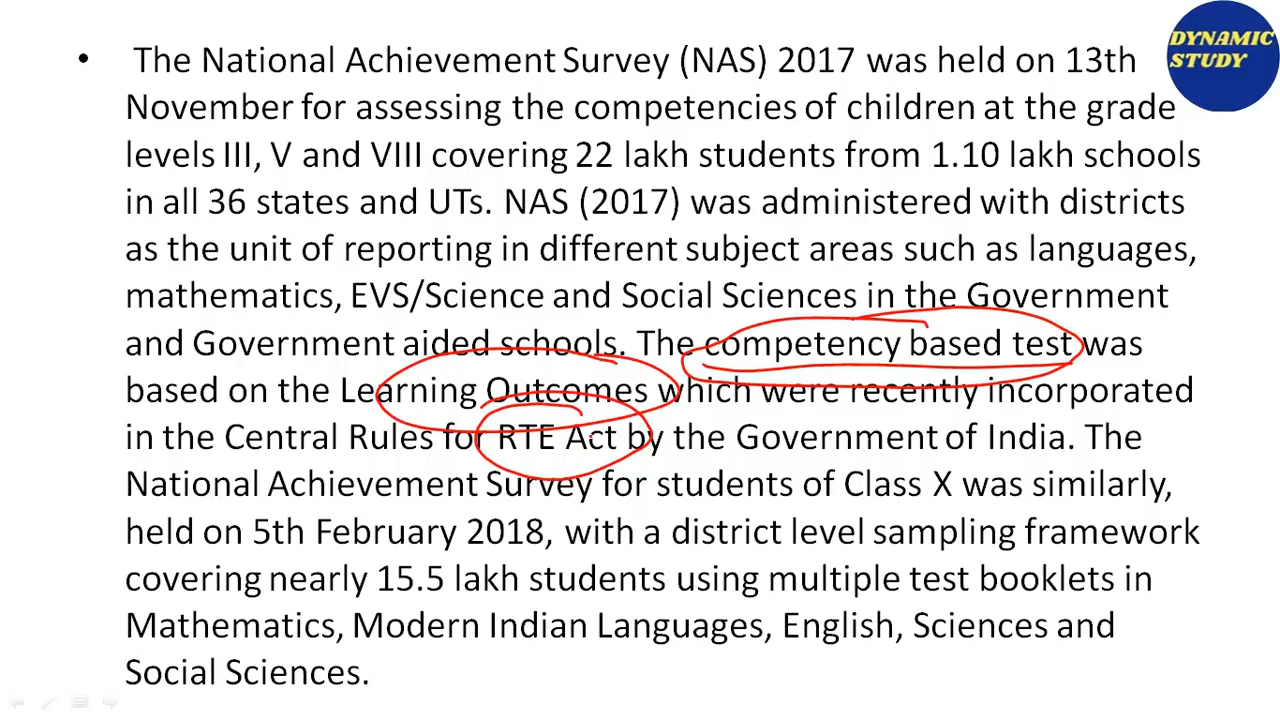 DYNAMIC
STUDY
• The National Achievement Survey (NAS) 2017 was held on 13th
November for assessing the competencies of children at the grade
levels III, V and VIII covering 22 lakh students from 1.10 lakh schools
in all 36 states and UTs. NAS (2017) was administered with districts
as the unit of reporting in different subject areas such as languages,
mathematics, EVS/Science and Social Sciences in the Government
and Government aided schools. The competency based test was
based on the Learning Outcomes which were recently incorporated
in the Central Rules for RTE Act by the Government of India. The
National Achievement Survey for students of Class X was similarly,
held on 5th February 2018, with a district level sampling framework
covering nearly 15.5 lakh students using multiple test booklets in
Mathematics, Modern Indian Languages, English, Sciences and
Social Sciences.